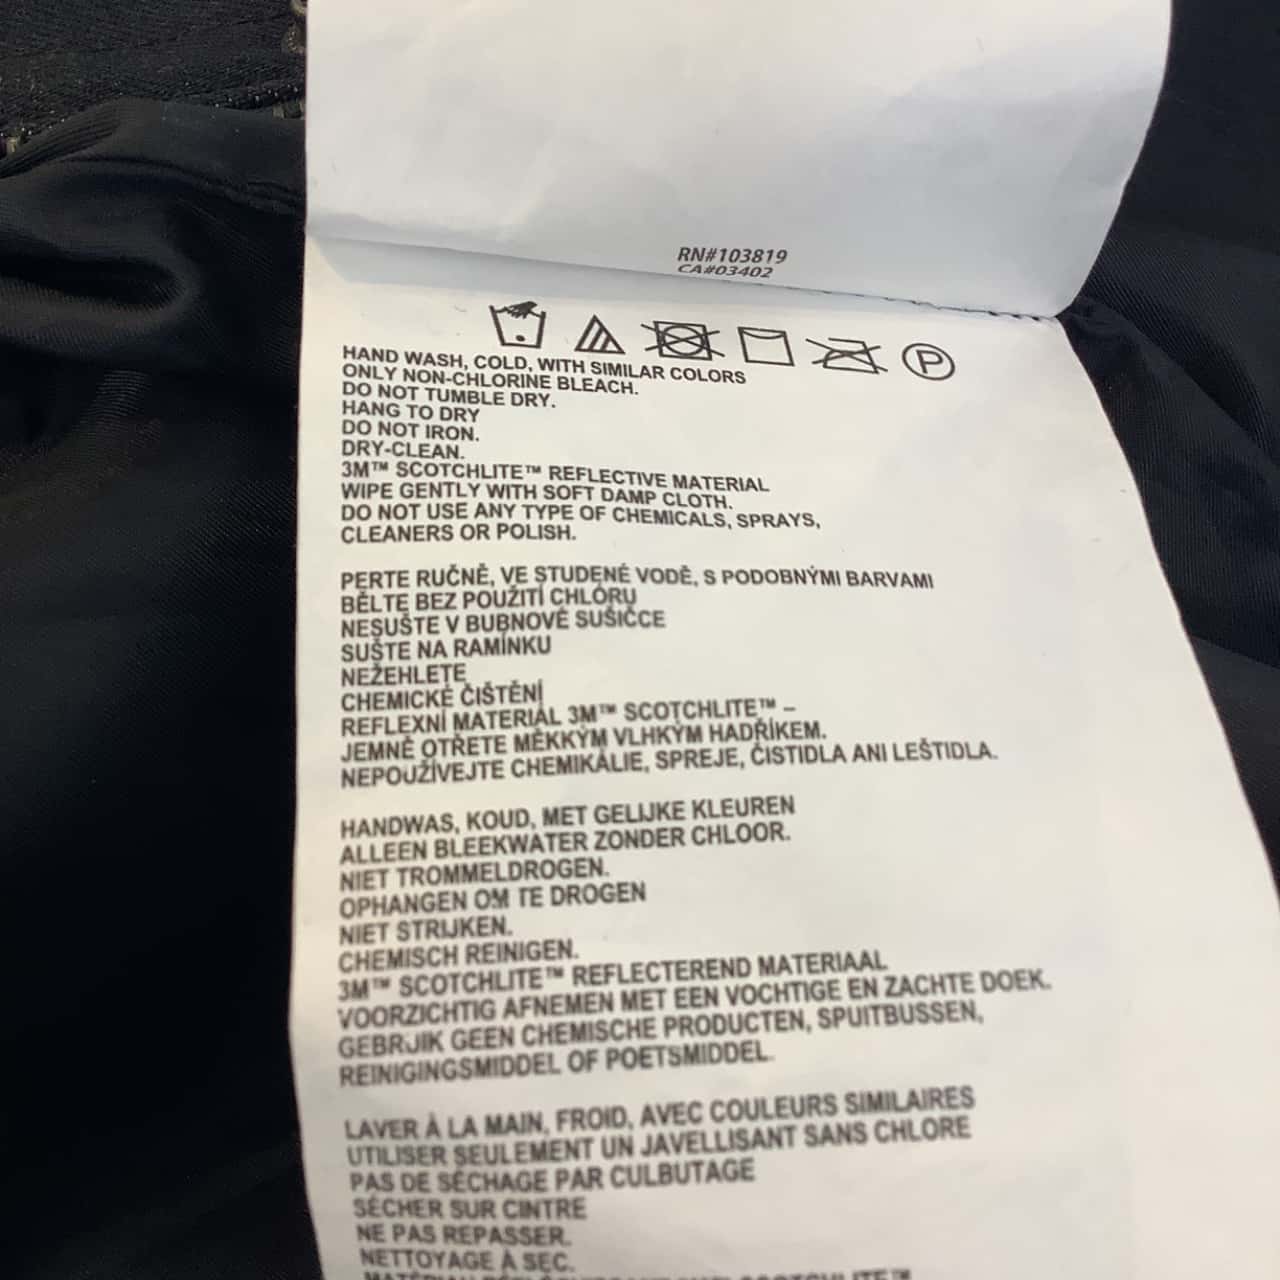 RN#103819
CA#03402
P
HAND WASH, COLD, WITH SIMILAR COLORS
ONLY NON-CHLORINE BLEACH.
DO NOT TUMBLE DRY.
HANG TO DRY
DO NOT IRON.
DRY-CLEAN.
3M™ SCOTCHLITE™ REFLECTIVE MATERIAL
WIPE GENTLY WITH SOFT DAMP CLOTH.
DO NOT USE ANY TYPE OF CHEMICALS, SPRAYS,
CLEANERS OR POLISH.
PERTE RUČNĚ, VE STUDENÉ VODĚ, S PODOBNÝMI BARVAMI
BĚLTE BEZ POUŽITÍ CHLÓRU
NESUŠTE V BUBNOVÉ SUŠIČCE
SUŠTE NA RAMÍNKU
NEŽEHLETE
CHEMICKÉ ČIŠTĚNÍ
REFLEXNÍ MATERIÁL 3M™ SCOTCHLITE™ –
JEMNĚ OTŘETE MĚKKÝM VLHKÝM HADŘÍKEM.
NEPOUŽÍVEJTE CHEMIKÁLIE, SPREJE, ČISTIDLA ANI LEŠTIDLA.
HANDWAS, KOUD, MET GELIJKE KLEUREN
ALLEEN BLEEKWATER ZONDER CHLOOR.
NIET TROMMELDROGEN.
OPHANGEN OM TE DROGEN
NIET STRIJKEN.
CHEMISCH REINIGEN.
3M™ SCOTCHLITE™ REFLECTEREND MATERIAAL
VOORZICHTIG AFNEMEN MET EEN VOCHTIGE EN ZACHTE DOEK.
GEBRJIK GEEN CHEMISCHE PRODUCTEN, SPUITBUSSEN,
REINIGINGSMIDDEL OF POETSMIDDEL.
LAVER À LA MAIN, FROID, AVEC COULEURS SIMILAIRES
UTILISER SEULEMENT UN JAVELLISANT SANS CHLORE
PAS DE SÉCHAGE PAR CULBUTAGE
SÉCHER SUR CINTRE
NE PAS REPASSER.
NETTOYAGE À SEC.